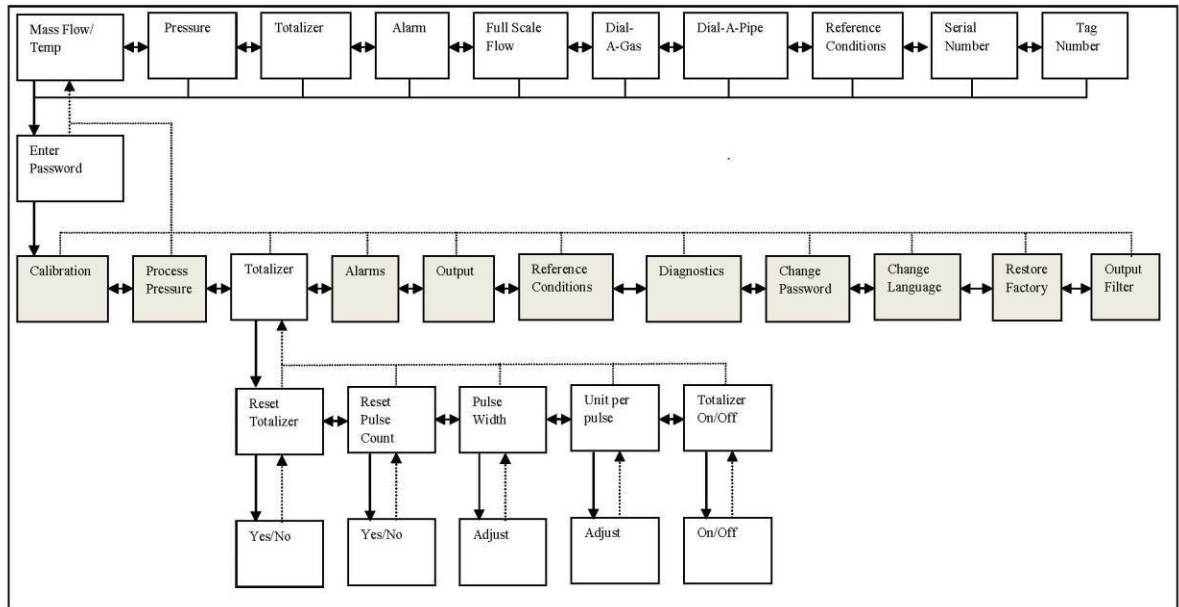 Mass Flow/
Temp
Pressure
Totalizer
Alarm
Full Scale
Flow
Dial-
A-Gas
Dial-A-Pipe
Reference
Conditions
Serial
Number
Tag
Number
Enter
Password
Calibration
Process
Pressure
Totalizer
Alarms
Output
Reference
Conditions
Diagnostics
Change
Password
Change
Language
Restore
Factory
Output
Filter
Reset
Totalizer
Reset
Pulse
Count
Pulse
Width
Unit per
pulse
Totalizer
On/Off
Yes/No
Yes/No
Adjust
Adjust
On/Off